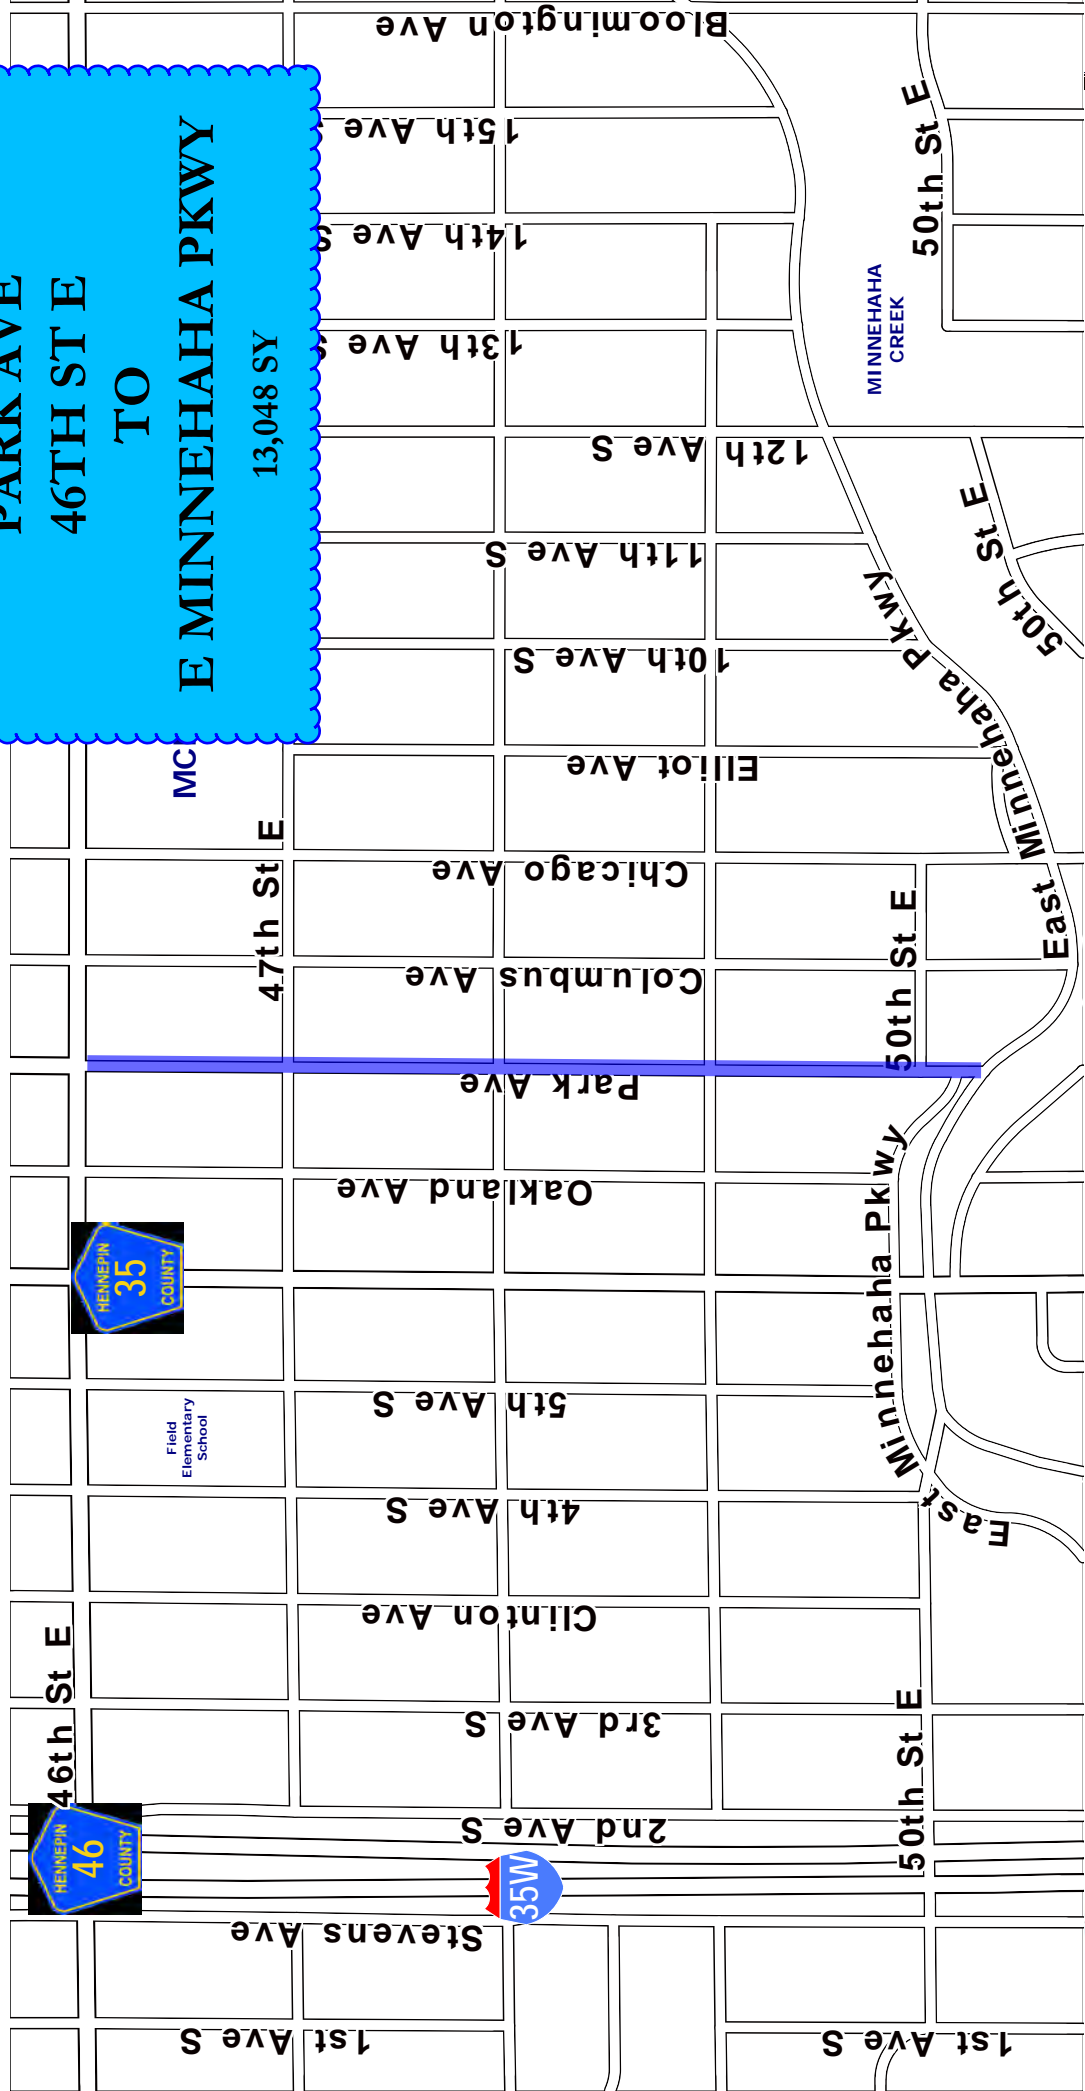 PARK AVE
46TH ST E
TO
E MINNEHAHA PKWY
13,048 SY
Bloomington Ave
15th Ave
14th Ave S
13th Ave S
12th Ave S
11th Ave S
10th Ave S
Elliot Ave
Chicago Ave
Columbus Ave
Park Ave
Oakland Ave
5th Ave S
4th Ave S
Clinton Ave
3rd Ave S
2nd Ave S
Stevens Ave
1st Ave S
1st Ave S
46th St E
47th St E
50th St E
50th St E
50th St E
50th St E
East Minnehaha Pkwy
East Minnehaha Pkwy
MINNEHAHA
CREEK
MC
Field
Elementary
School
HENNEPIN
35
COUNTY
HENNEPIN
46
COUNTY
35W